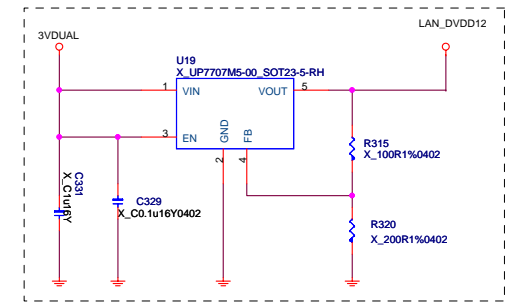 3VDUAL
LAN_DVDD12
U19
X_UP7707M5-00_SOT23-5-RH
1
VIN
VOUT
5
3
EN
GND
FB
2
4
R315
X_100R1%0402
C331
X_C1u16Y
C329
X_C0.1u16Y0402
R320
X_200R1%0402